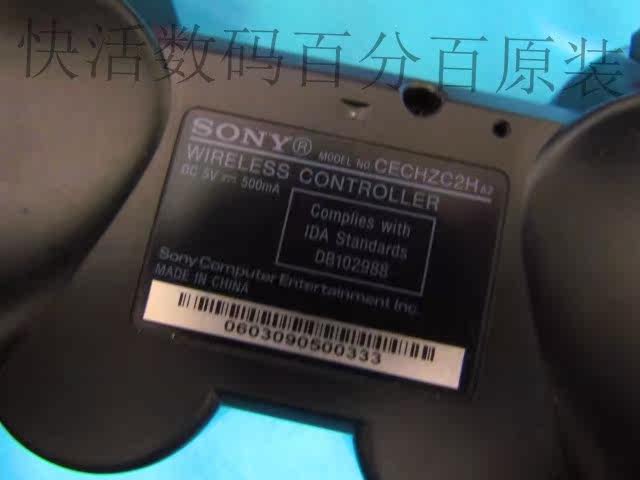 快活数码百分百原装
SONY®
MODEL NO. CECHZC2H A2
WIRELESS CONTROLLER
DC 5V ⎓ 500mA
Complies with
IDA Standards
DB102988
Sony Computer Entertainment Inc.
MADE IN CHINA
0603090500333